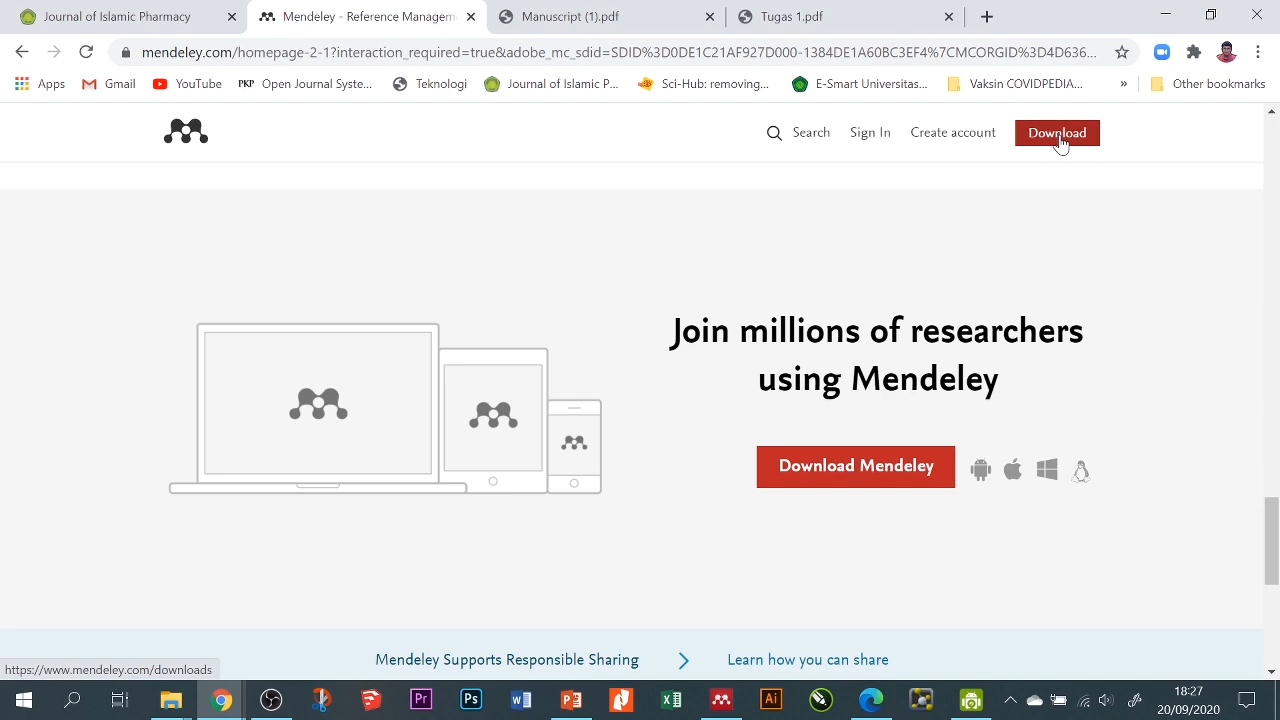 Journal of Islamic Pharmacy
Mendeley - Reference Managem
Manuscript (1).pdf
Tugas 1.pdf
mendeley.com/homepage-2-1?interaction_required=true&adobe_mc_sdid=SDID%3D0DE1C21AF927D000-1384DE1A60BC3EF4%7CMCORGID%3D4D636...
Apps
Gmail
YouTube
PKP Open Journal Syste...
Teknologi
Journal of Islamic P...
Sci-Hub: removing...
E-Smart Universitas...
Vaksin COVIDPEDIA...
»
Other bookmarks
Search
Sign In
Create account
Download
Join millions of researchers
using Mendeley
Download Mendeley
Mendeley Supports Responsible Sharing
Learn how you can share
https://www.mendeley.com/downloads
Pr
Ps
Ai
18:27
20/09/2020